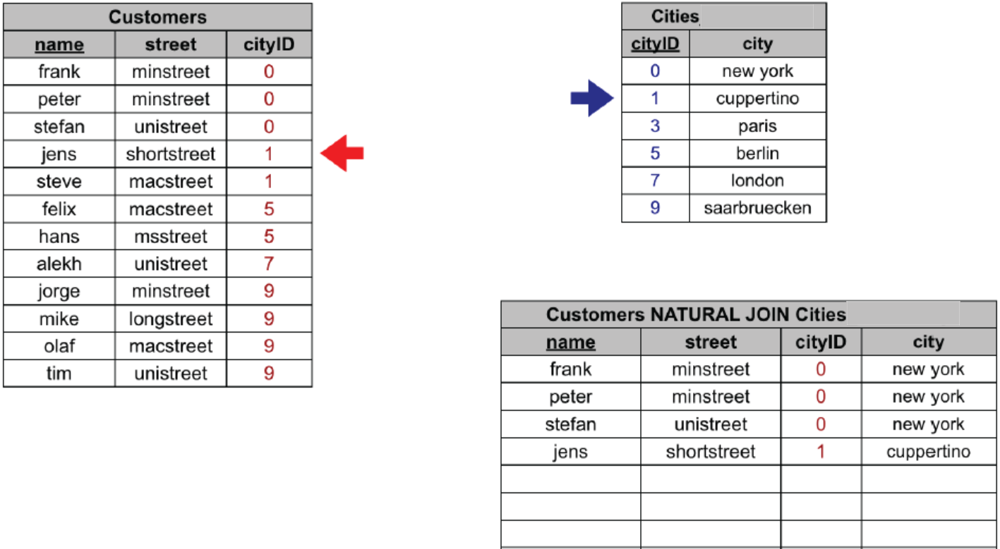 Customers
name street cityID
frank minstreet 0
peter minstreet 0
stefan unistreet 0
jens shortstreet 1
steve macstreet 1
felix macstreet 5
hans msstreet 5
alekh unistreet 7
jorge minstreet 9
mike longstreet 9
olaf macstreet 9
tim unistreet 9
Cities
cityID city
0 new york
1 cuppertino
3 paris
5 berlin
7 london
9 saarbruecken
Customers NATURAL JOIN Cities
name street cityID city
frank minstreet 0 new york
peter minstreet 0 new york
stefan unistreet 0 new york
jens shortstreet 1 cuppertino